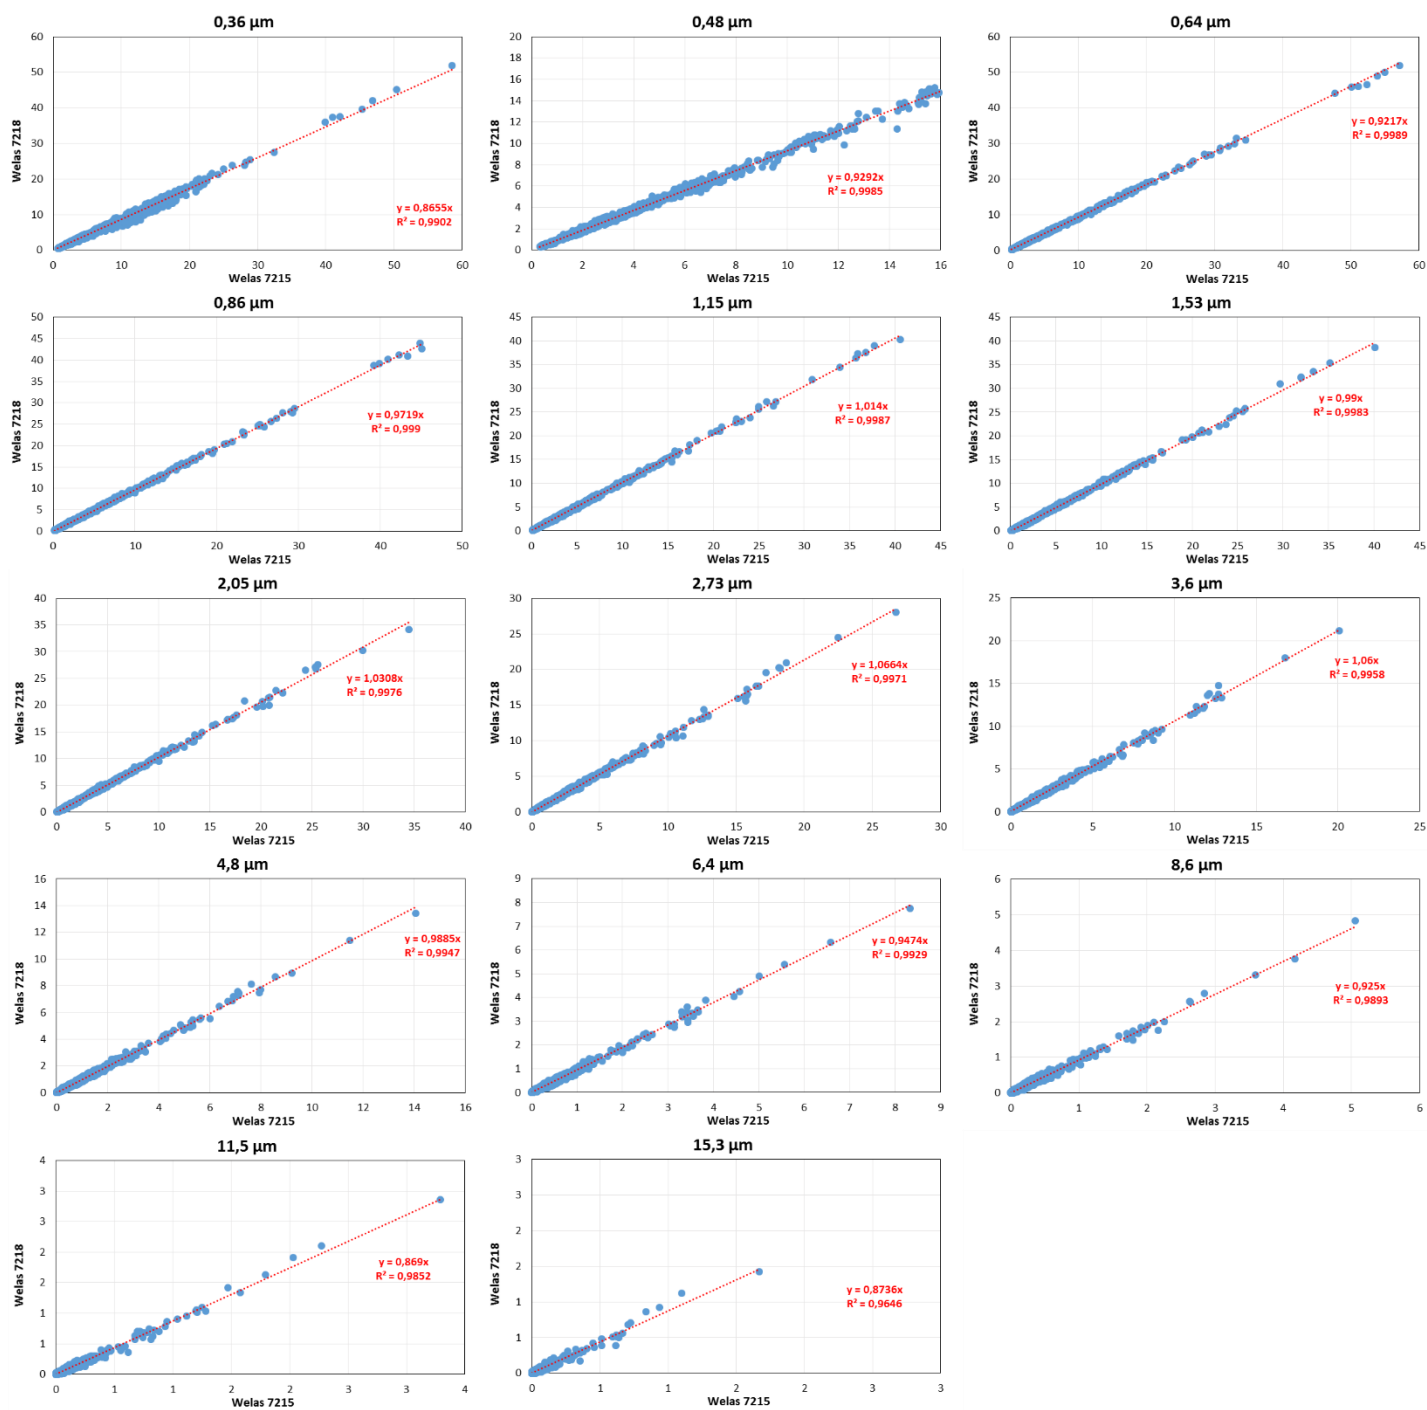 0,36 µm
60
50
40
30
20
10
0
Welas 7218
y = 0,8655x
R² = 0,9902
0 10 20 30 40 50 60
Welas 7215
0,48 µm
20
18
16
14
12
10
8
6
4
2
0
Welas 7218
y = 0,9292x
R² = 0,9985
0 2 4 6 8 10 12 14 16
Welas 7215
0,64 µm
60
50
40
30
20
10
0
Welas 7218
y = 0,9217x
R² = 0,9989
0 10 20 30 40 50 60
Welas 7215
0,86 µm
50
45
40
35
30
25
20
15
10
5
0
Welas 7218
y = 0,9719x
R² = 0,999
0 10 20 30 40 50
Welas 7215
1,15 µm
45
40
35
30
25
20
15
10
5
0
Welas 7218
y = 1,014x
R² = 0,9987
0 5 10 15 20 25 30 35 40 45
Welas 7215
1,53 µm
45
40
35
30
25
20
15
10
5
0
Welas 7218
y = 0,99x
R² = 0,9983
0 5 10 15 20 25 30 35 40 45
Welas 7215
2,05 µm
40
35
30
25
20
15
10
5
0
Welas 7218
y = 1,0308x
R² = 0,9976
0 5 10 15 20 25 30 35 40
Welas 7215
2,73 µm
30
25
20
15
10
5
0
Welas 7218
y = 1,0664x
R² = 0,9971
0 5 10 15 20 25 30
Welas 7215
3,6 µm
25
20
15
10
5
0
Welas 7218
y = 1,06x
R² = 0,9958
0 5 10 15 20 25
Welas 7215
4,8 µm
16
14
12
10
8
6
4
2
0
Welas 7218
y = 0,9885x
R² = 0,9947
0 2 4 6 8 10 12 14 16
Welas 7215
6,4 µm
9
8
7
6
5
4
3
2
1
0
Welas 7218
y = 0,9474x
R² = 0,9929
0 1 2 3 4 5 6 7 8 9
Welas 7215
8,6 µm
6
5
4
3
2
1
0
Welas 7218
y = 0,925x
R² = 0,9893
0 1 2 3 4 5 6
Welas 7215
11,5 µm
4
3
3
2
2
1
1
0
Welas 7218
y = 0,869x
R² = 0,9852
0 1 1 2 2 3 3 4
Welas 7215
15,3 µm
3
3
2
2
1
1
0
Welas 7218
y = 0,8736x
R² = 0,9646
0 1 1 2 2 3 3
Welas 7215